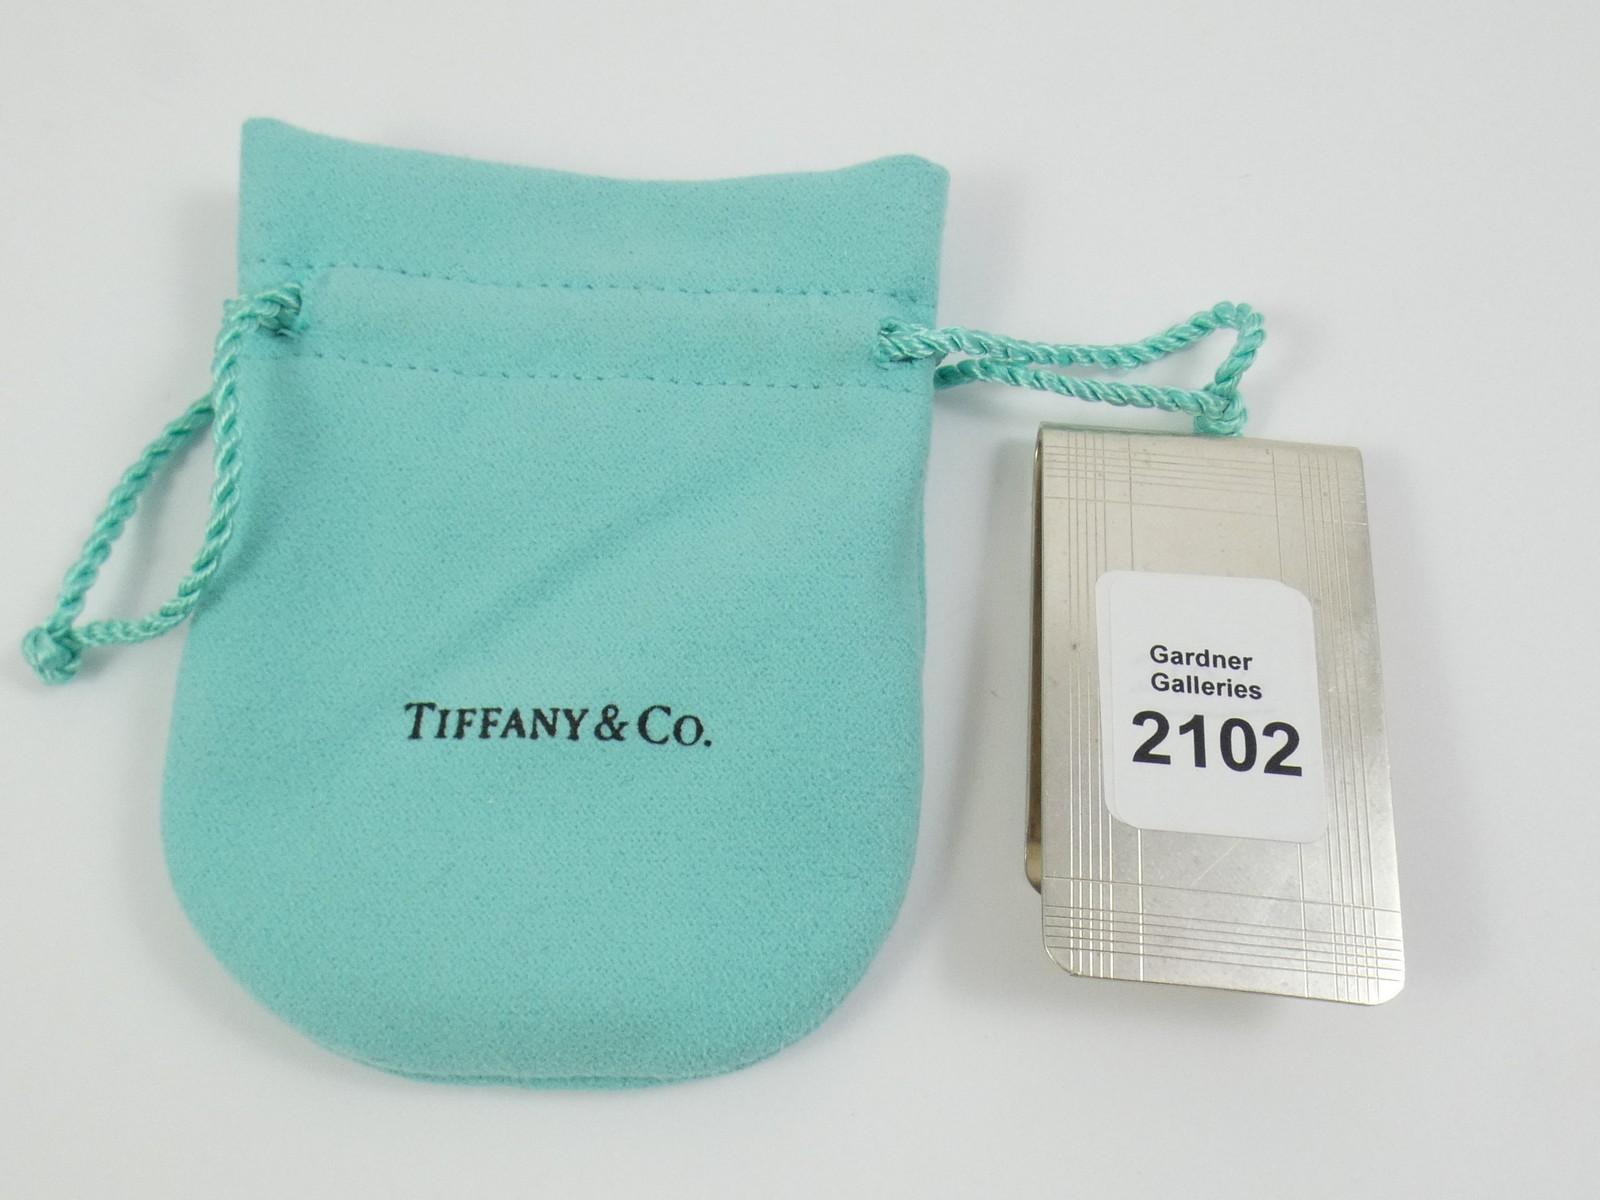 TIFFANY & CO.
Gardner
Galleries
2102